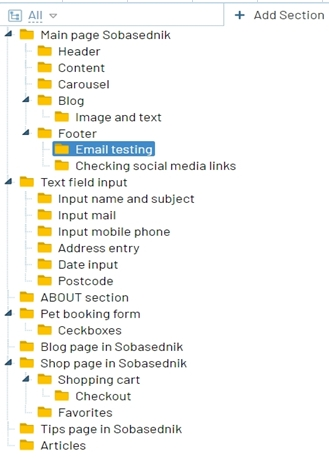 All
+ Add Section
Main page Sobasednik
Header
Content
Carousel
Blog
Image and text
Footer
Email testing
Checking social media links
Text field input
Input name and subject
Input mail
Input mobile phone
Address entry
Date input
Postcode
ABOUT section
Pet booking form
Ceckboxes
Blog page in Sobasednik
Shop page in Sobasednik
Shopping cart
Checkout
Favorites
Tips page in Sobasednik
Articles